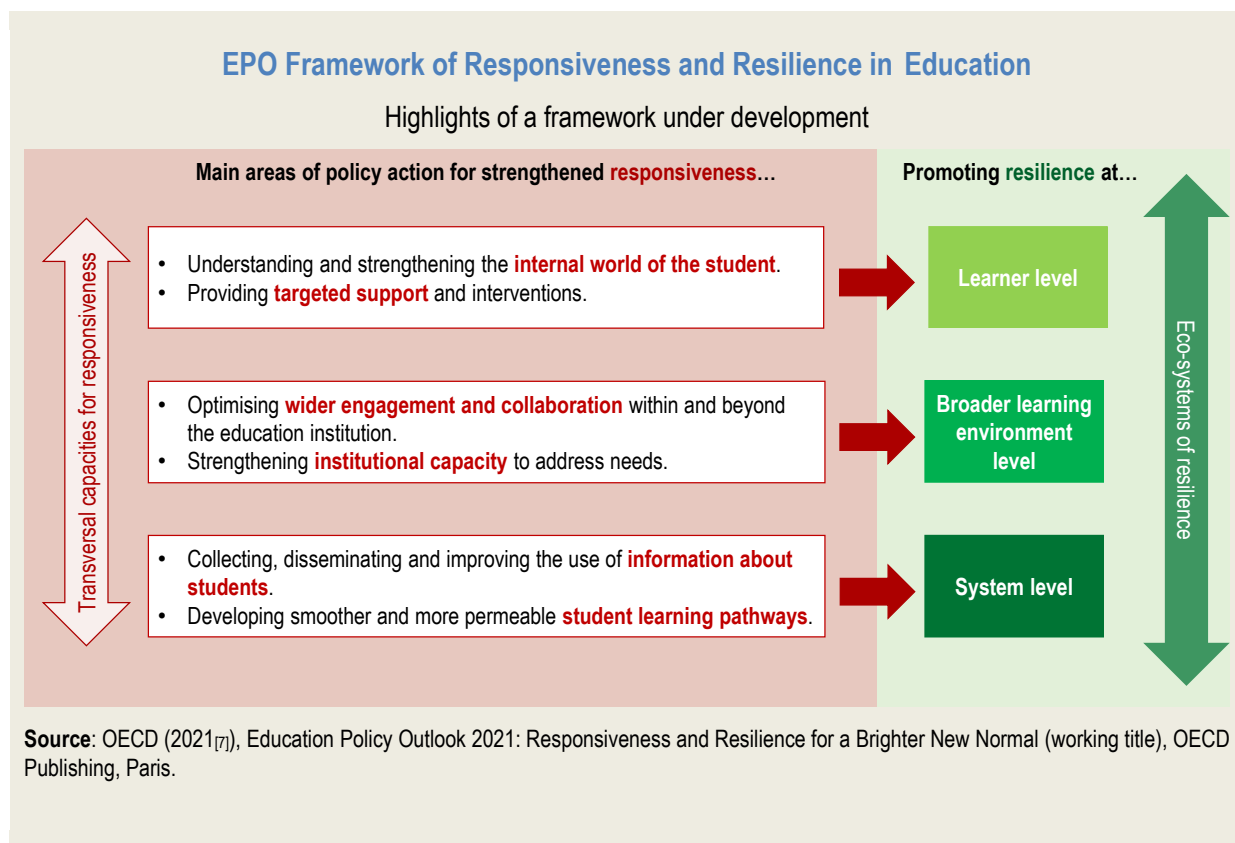 EPO Framework of Responsiveness and Resilience in Education
Highlights of a framework under development
Main areas of policy action for strengthened responsiveness…
Promoting resilience at…
Transversal capacities for responsiveness
• Understanding and strengthening the internal world of the student.
• Providing targeted support and interventions.
Learner level
• Optimising wider engagement and collaboration within and beyond
the education institution.
• Strengthening institutional capacity to address needs.
Broader learning
environment
level
• Collecting, disseminating and improving the use of information about
students.
• Developing smoother and more permeable student learning pathways.
System level
Eco-systems of resilience
Source: OECD (2021[7]), Education Policy Outlook 2021: Responsiveness and Resilience for a Brighter New Normal (working title), OECD
Publishing, Paris.